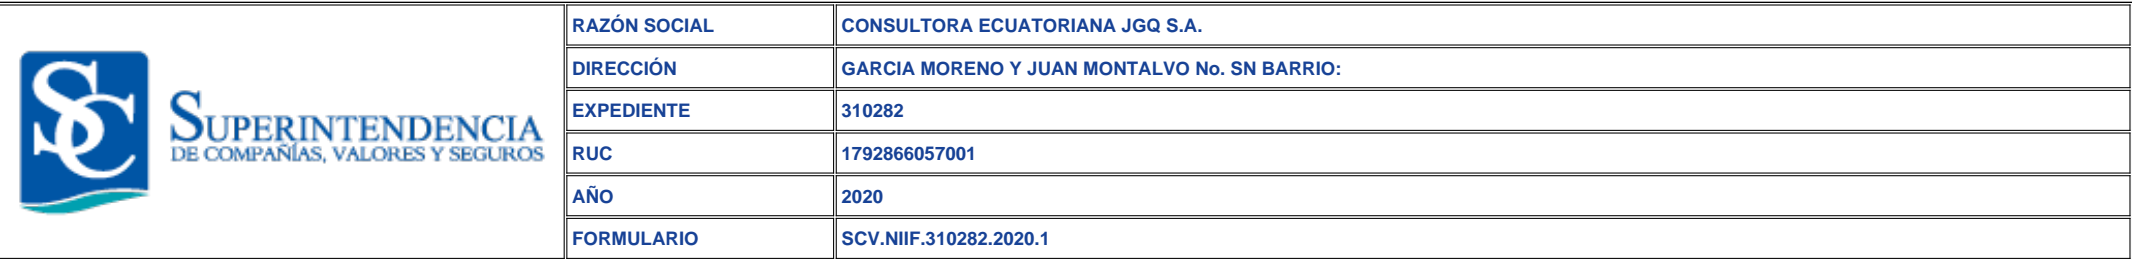 SC
SUPERINTENDENCIA
DE COMPAÑÍAS, VALORES Y SEGUROS
RAZÓN SOCIAL CONSULTORA ECUATORIANA JGQ S.A.
DIRECCIÓN GARCIA MORENO Y JUAN MONTALVO No. SN BARRIO:
EXPEDIENTE 310282
RUC 1792866057001
AÑO 2020
FORMULARIO SCV.NIIF.310282.2020.1